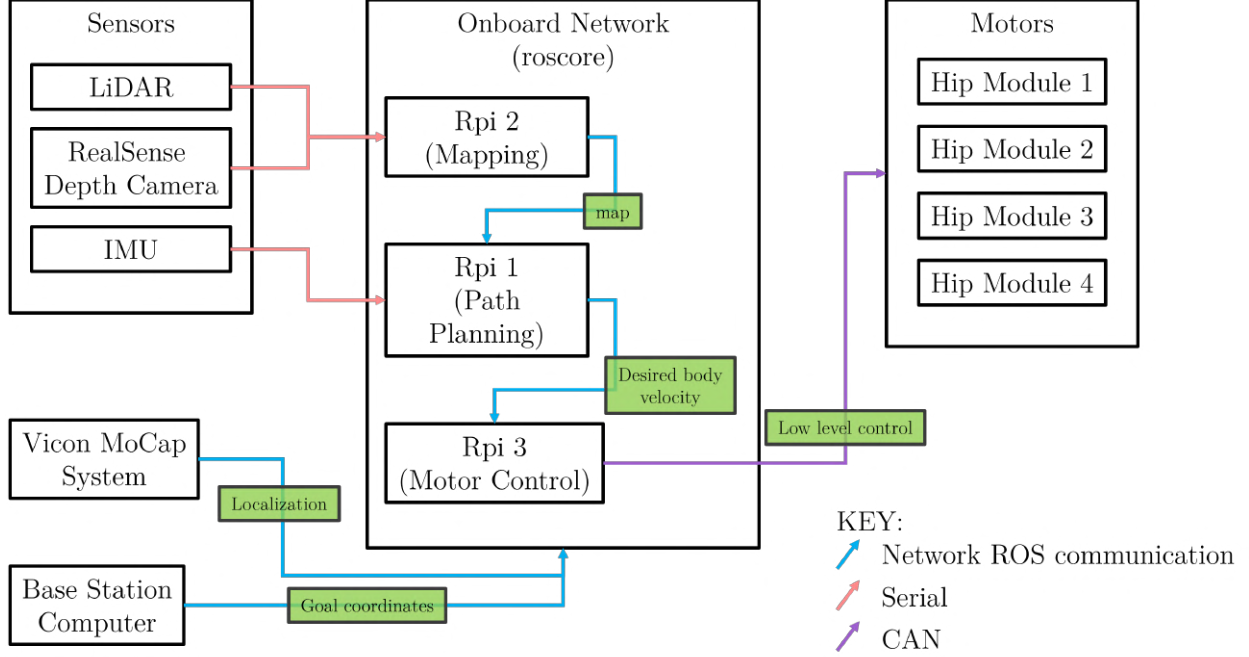 Sensors
LiDAR
RealSense
Depth Camera
IMU
Onboard Network
(roscore)
Rpi 2
(Mapping)
map
Rpi 1
(Path
Planning)
Desired body
velocity
Rpi 3
(Motor Control)
Motors
Hip Module 1
Hip Module 2
Hip Module 3
Hip Module 4
Low level control
Vicon MoCap
System
Localization
Base Station
Computer
Goal coordinates
KEY:
Network ROS communication
Serial
CAN